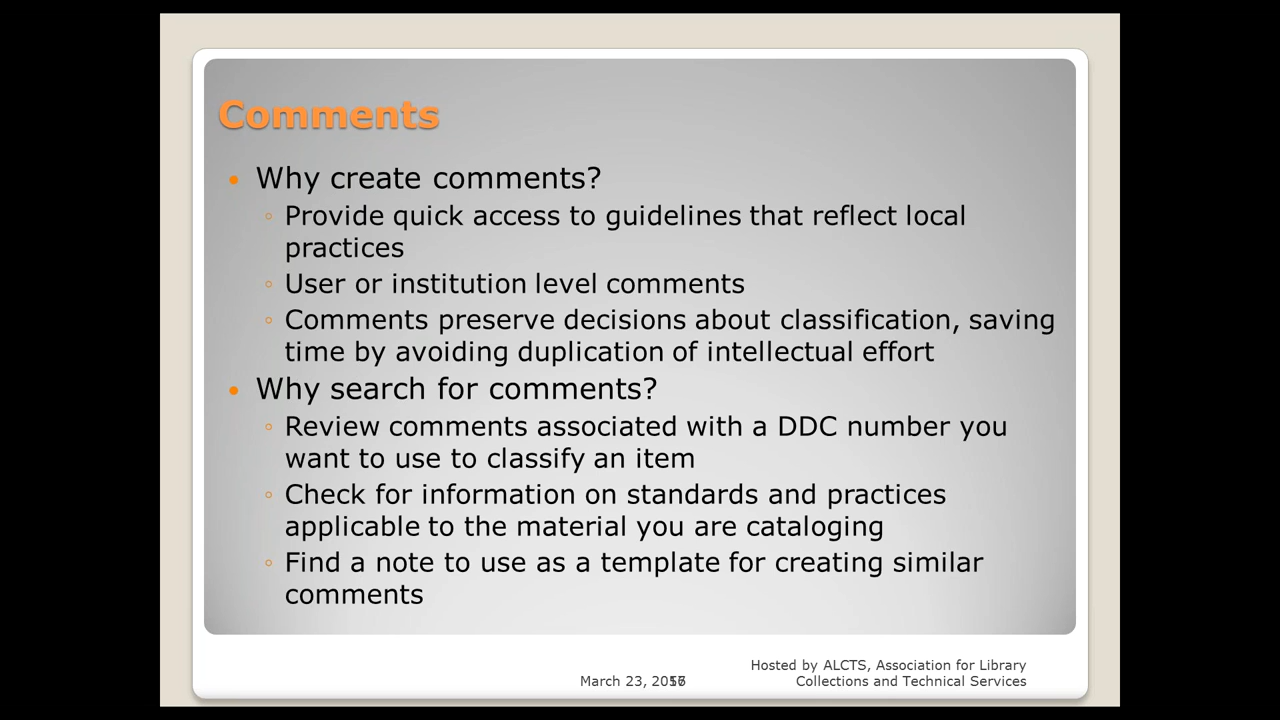 Comments
• Why create comments?
◦ Provide quick access to guidelines that reflect local
practices
◦ User or institution level comments
◦ Comments preserve decisions about classification, saving
time by avoiding duplication of intellectual effort
• Why search for comments?
◦ Review comments associated with a DDC number you
want to use to classify an item
◦ Check for information on standards and practices
applicable to the material you are cataloging
◦ Find a note to use as a template for creating similar
comments
March 23,
Hosted by ALCTS, Association for Library
Collections and Technical Services